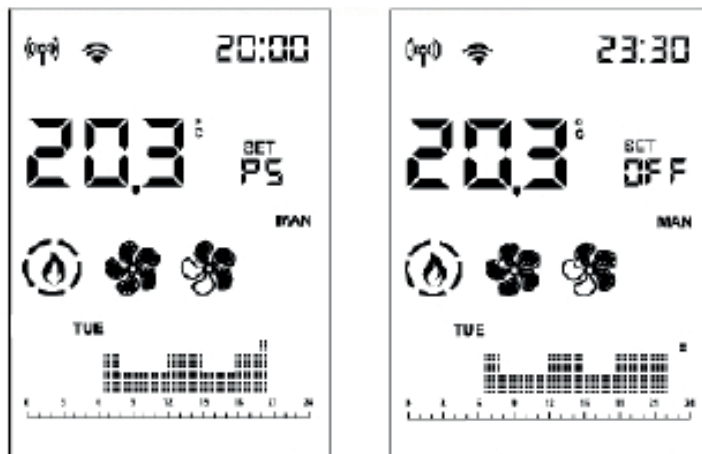 20:00
20.3 °C
SET
PS
MAN
TUE
0 3 6 9 12 15 18 21 24
23:30
20.3 °C
SET
OFF
MAN
TUE
0 3 6 9 12 15 18 21 24